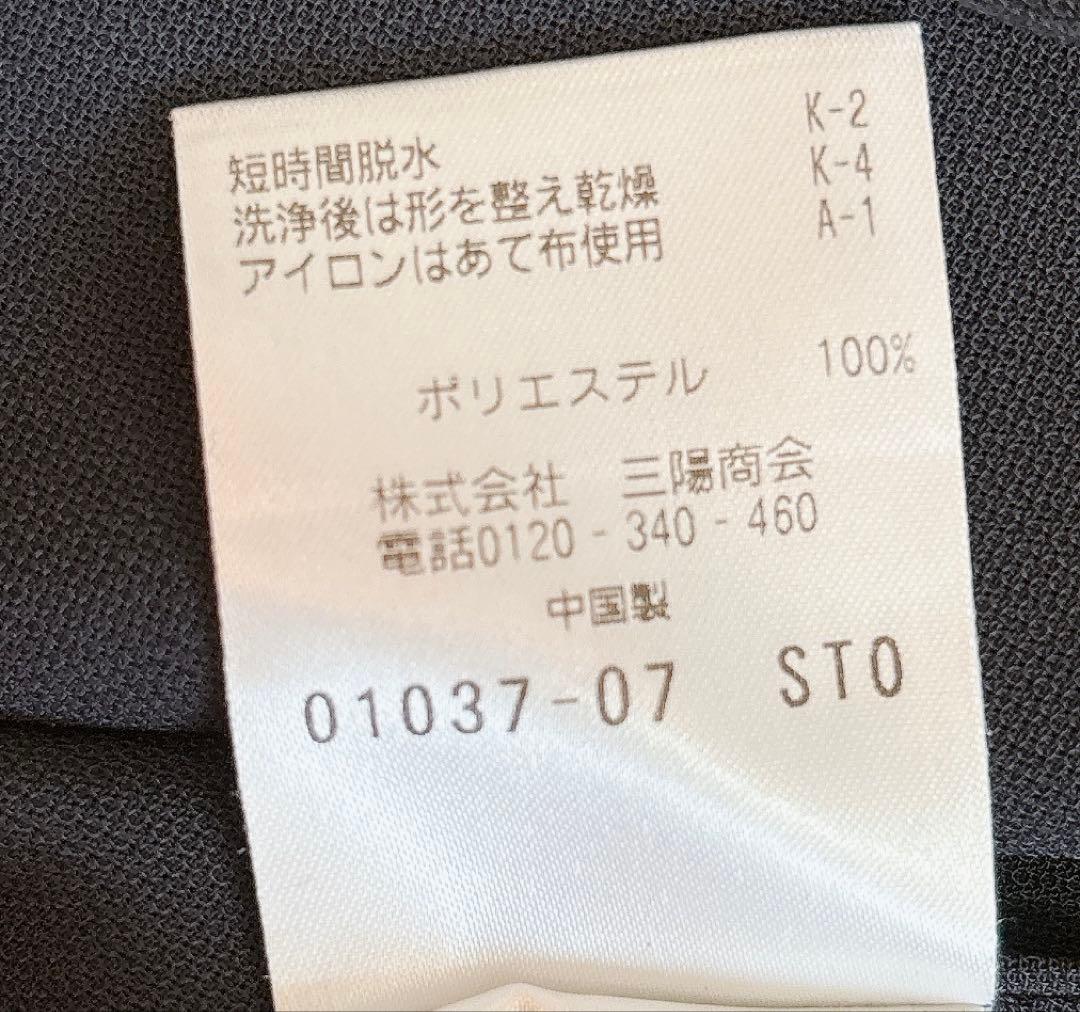 短時間脱水 K-2
洗浄後は形を整え乾燥 K-4
アイロンはあて布使用 A-1
ポリエステル 100%
株式会社 三陽商会
電話0120-340-460
中国製
01037-07 STO